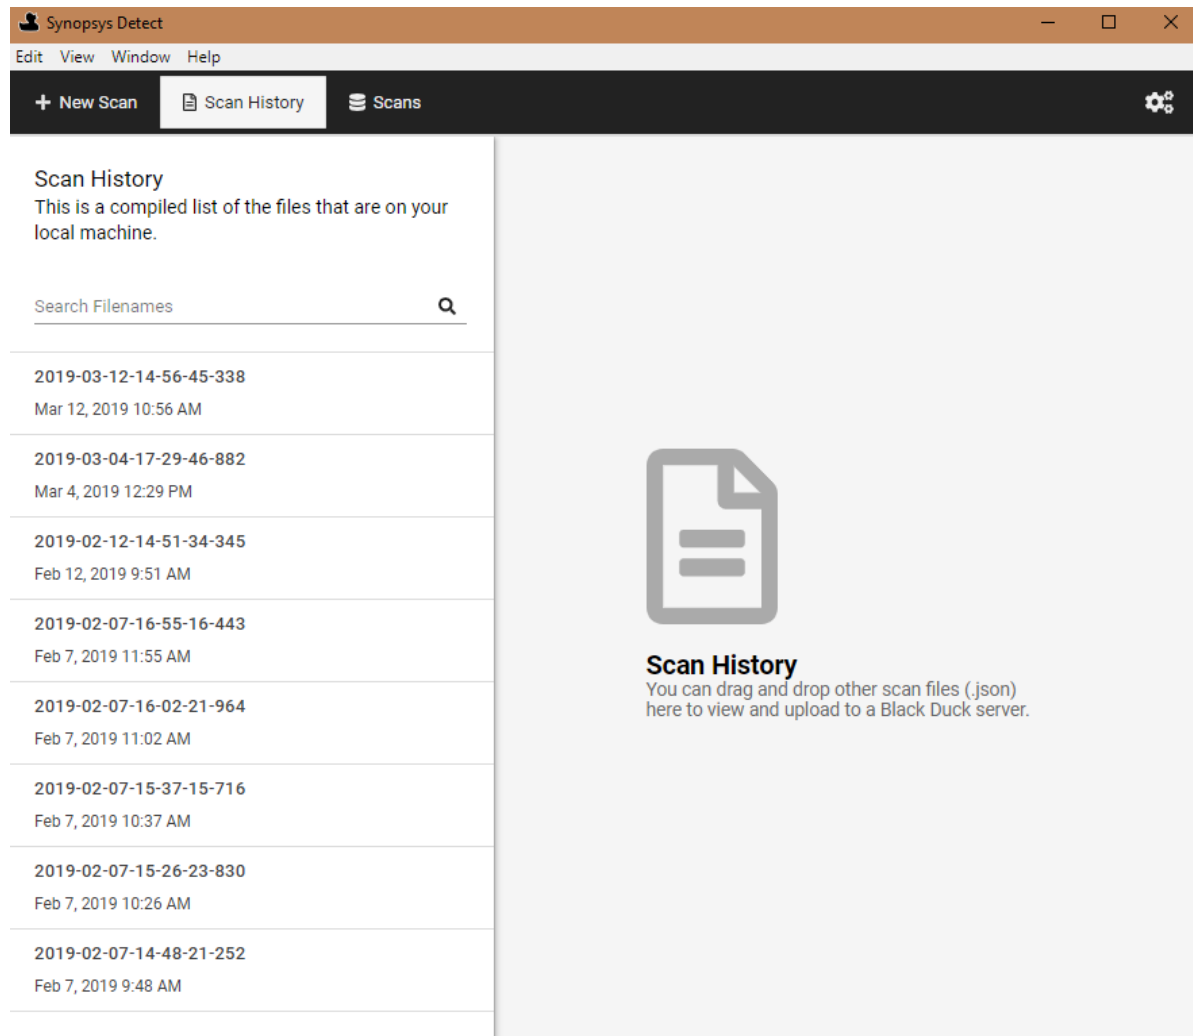 Synopsys Detect
Edit View Window Help
New Scan Scan History Scans
Scan History
This is a compiled list of the files that are on your
local machine.
Search Filenames
2019-03-12-14-56-45-338
Mar 12, 2019 10:56 AM
2019-03-04-17-29-46-882
Mar 4, 2019 12:29 PM
2019-02-12-14-51-34-345
Feb 12, 2019 9:51 AM
2019-02-07-16-55-16-443
Feb 7, 2019 11:55 AM
2019-02-07-16-02-21-964
Feb 7, 2019 11:02 AM
2019-02-07-15-37-15-716
Feb 7, 2019 10:37 AM
2019-02-07-15-26-23-830
Feb 7, 2019 10:26 AM
2019-02-07-14-48-21-252
Feb 7, 2019 9:48 AM
Scan History
You can drag and drop other scan files (.json)
here to view and upload to a Black Duck server.